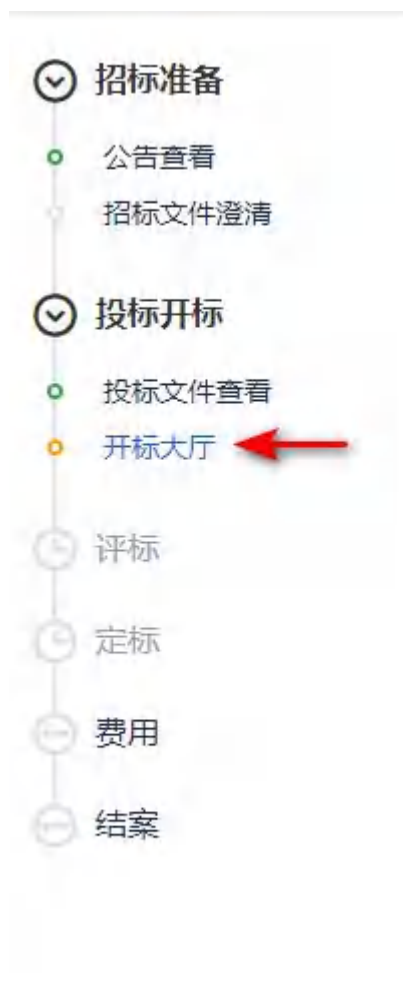 招标准备
公告查看
招标文件澄清
投标开标
投标文件查看
开标大厅
评标
定标
费用
结案